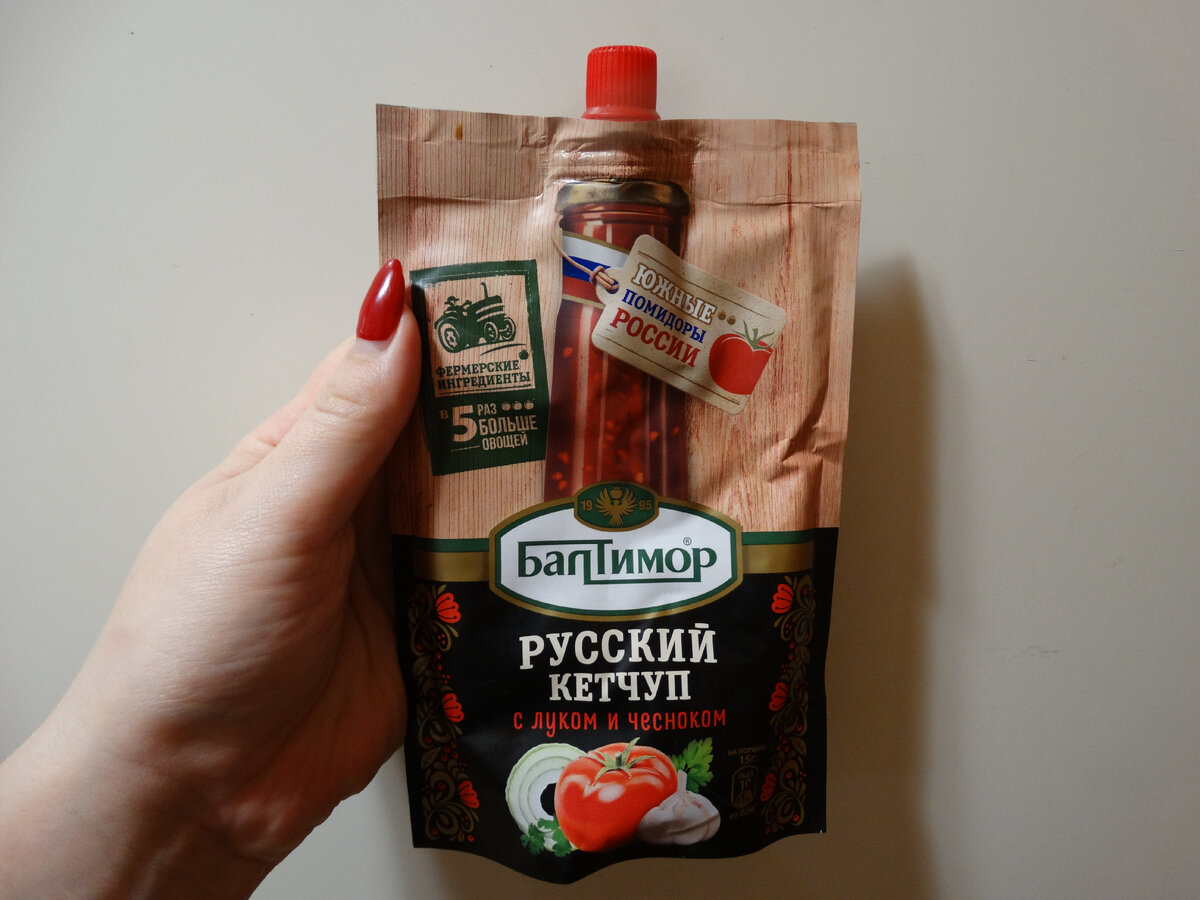 ЮЖНЫЕ
ПОМИДОРЫ
РОССИИ
ФЕРМЕРСКИЕ
ИНГРЕДИЕНТЫ
В 5 РАЗ
БОЛЬШЕ
ОВОЩЕЙ
1995
БалТимор®
РУССКИЙ
КЕТЧУП
с луком и чесноком
НА ПОРЦИЮ
15г